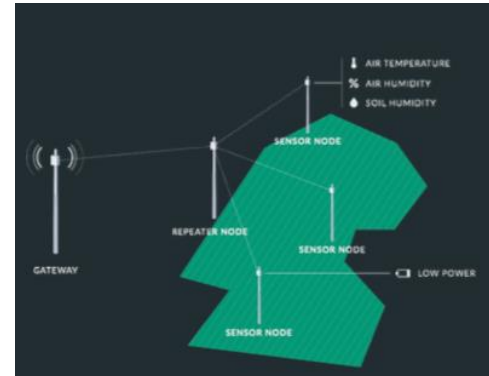 AIR TEMPERATURE
% AIR HUMIDITY
SOIL HUMIDITY
SENSOR NODE
REPEATER NODE
SENSOR NODE
GATEWAY
LOW POWER
SENSOR NODE